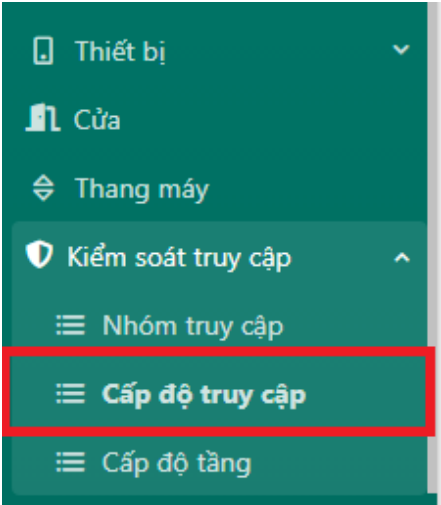 Thiết bị
Cửa
Thang máy
Kiểm soát truy cập
Nhóm truy cập
Cấp độ truy cập
Cấp độ tầng